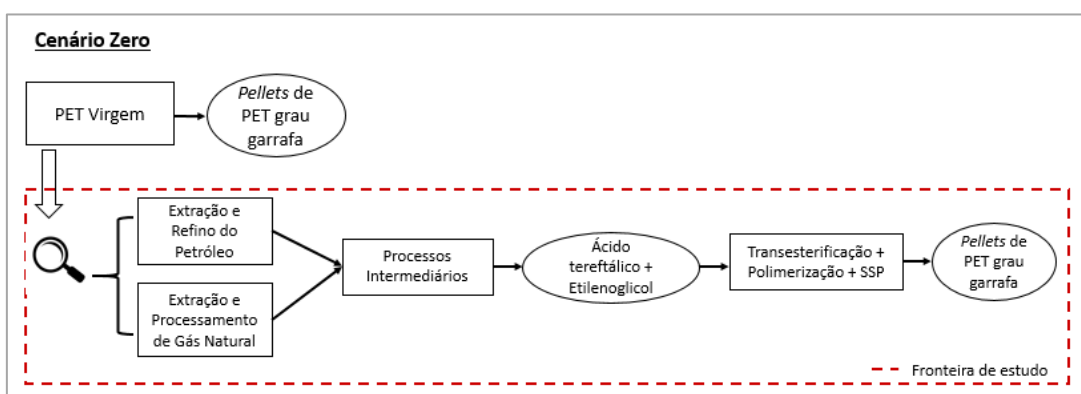 Cenário Zero
PET Virgem
Pellets de
PET grau
garrafa
Extração e
Refino do
Petróleo
Extração e
Processamento
de Gás Natural
Processos
Intermediários
Ácido
tereftálico +
Etilenoglicol
Transesterificação +
Polimerização + SSP
Pellets de
PET grau
garrafa
Fronteira de estudo